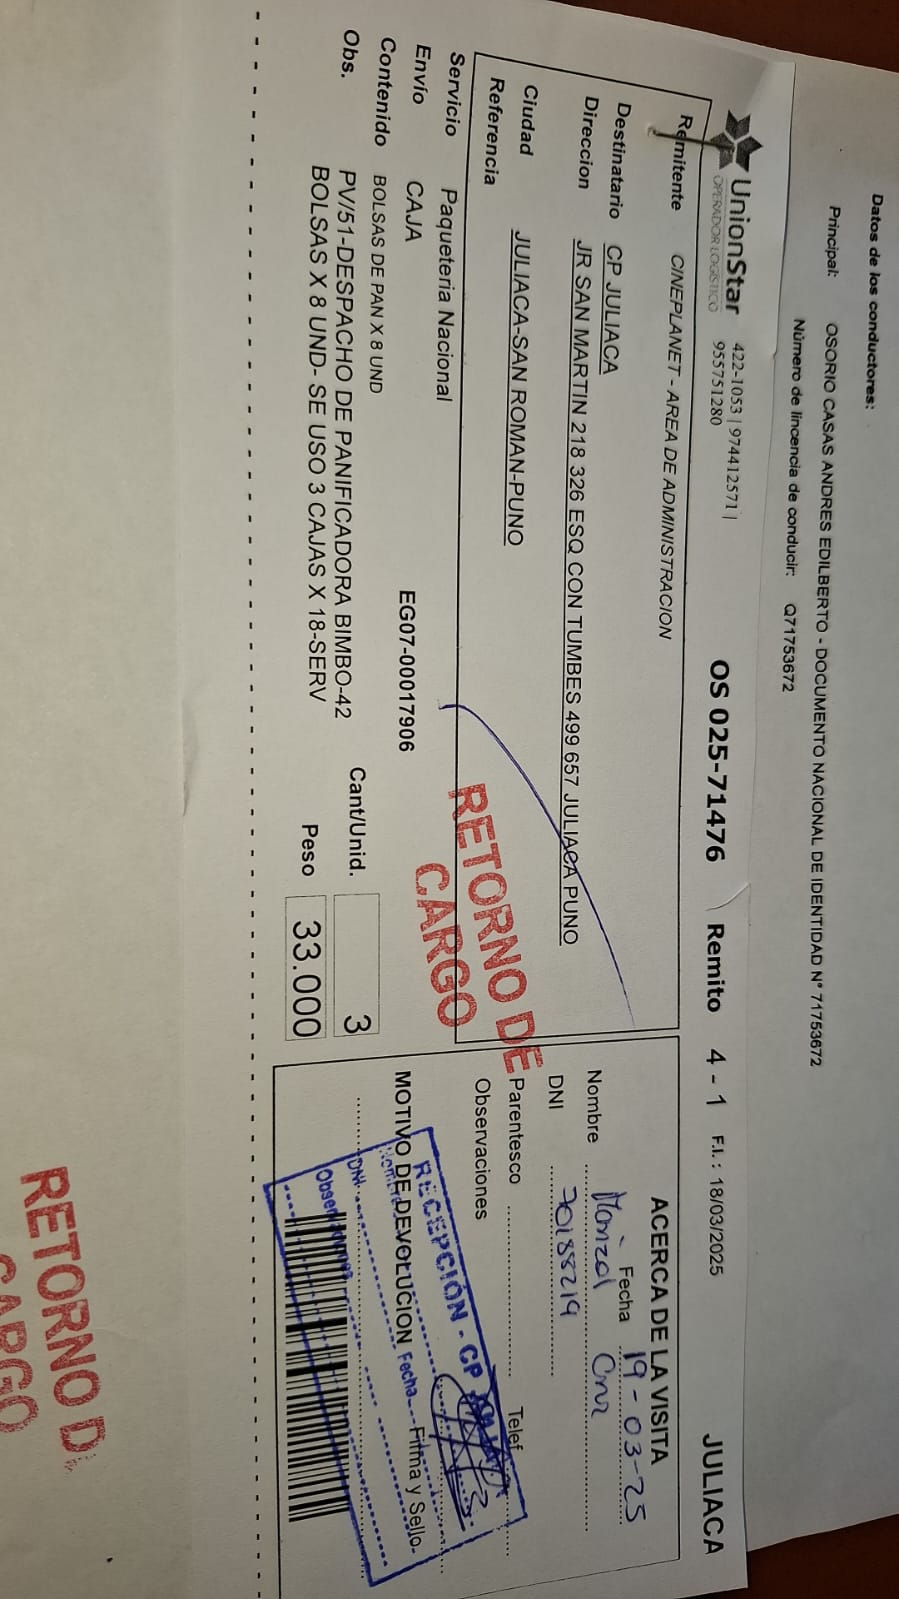 Datos de los conductores:
Principal: OSORIO CASAS ANDRES EDILBERTO - DOCUMENTO NACIONAL DE IDENTIDAD N° 71753672
Número de lincencia de conducir: Q71753672
UnionStar
OPERADOR LOGÍSTICO
422-1053 | 974412571 |
955751280
OS 025-71476 Remito 4 - 1 F.I. : 18/03/2025 JULIACA
Remitente CINEPLANET - AREA DE ADMINISTRACION
Destinatario CP JULIACA
Direccion JR SAN MARTIN 218 326 ESQ CON TUMBES 499 657 JULIACA PUNO
Ciudad JULIACA-SAN ROMAN-PUNO
Referencia
Servicio Paqueteria Nacional
Envío CAJA EG07-00017906
Contenido BOLSAS DE PAN X 8 UND
Obs. PV/51-DESPACHO DE PANIFICADORA BIMBO-42
BOLSAS X 8 UND- SE USO 3 CAJAS X 18-SERV
Cant/Unid. 3
Peso 33.000
RETORNO DE
CARGO
ACERCA DE LA VISITA
Fecha 19-03-25
Nombre
DNI 70188219
Parentesco Telef
Observaciones
MOTIVO DE DEVOLUCION Firma y Sello
RECEPCIÓN - CP
Nombre
Fecha
DNI
Observaciones
RETORNO D
CARGO